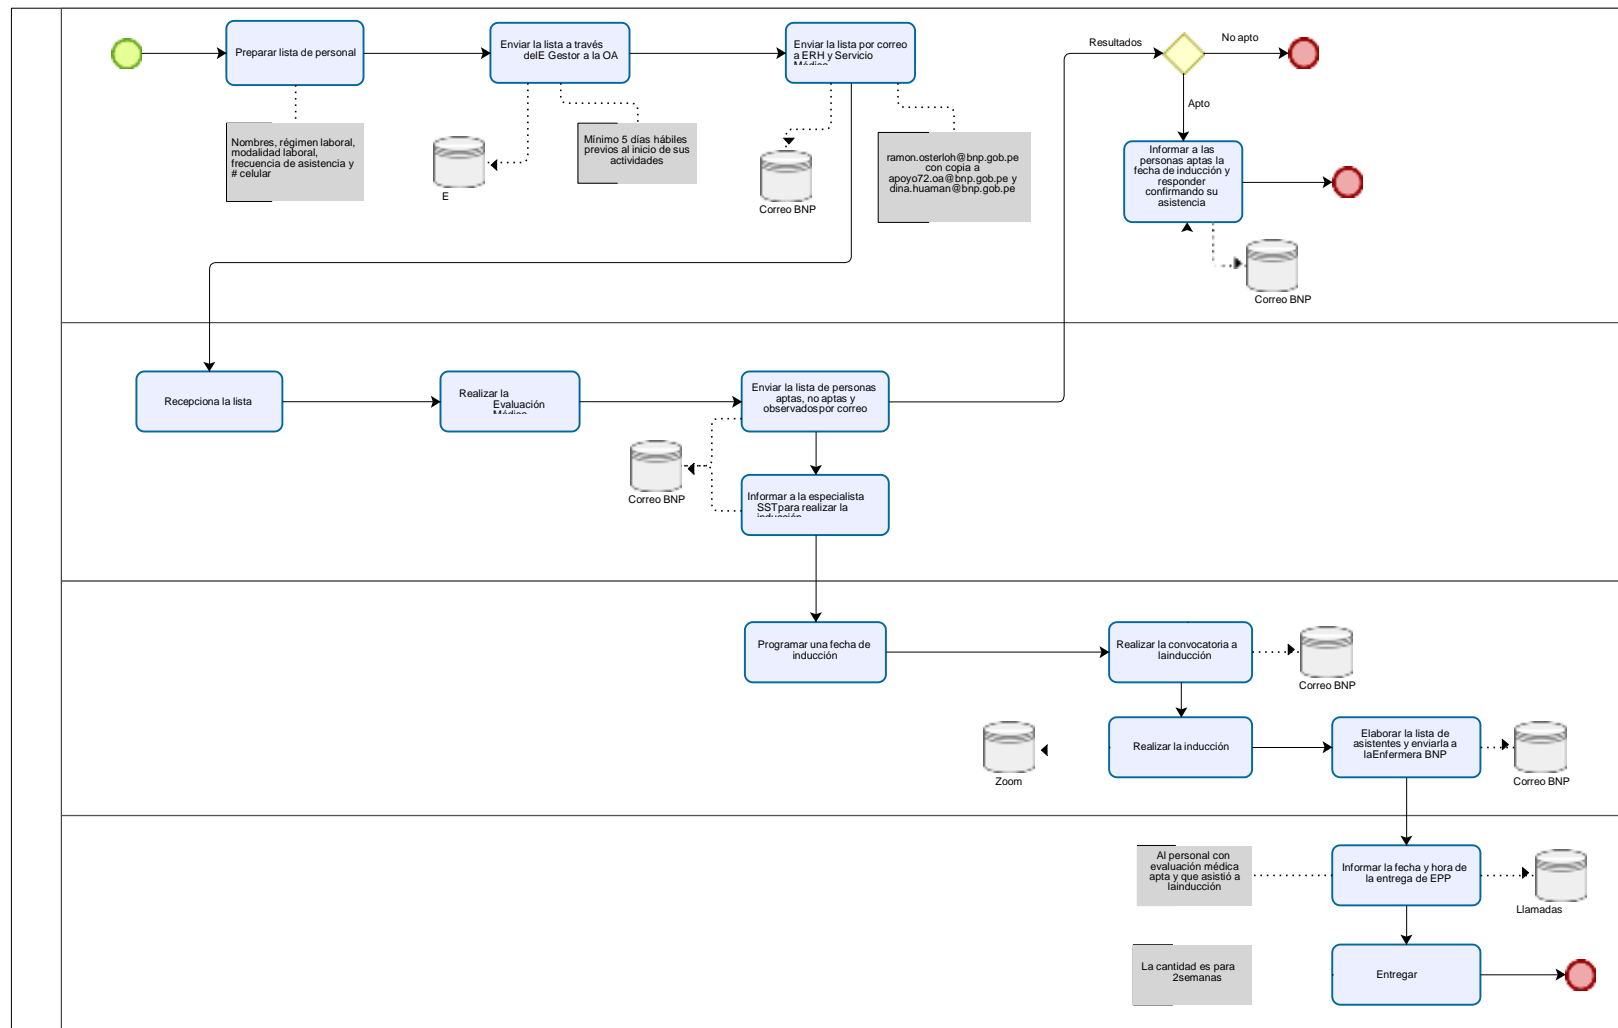 Preparar lista de personal
Enviar la lista a través
delE Gestor a la OA
Enviar la lista por correo
a ERH y Servicio
Médico
Resultados
No apto
Apto
Nombres, régimen laboral,
modalidad laboral,
frecuencia de asistencia y
# celular
E
Mínimo 5 días hábiles
previos al inicio de sus
actividades
Correo BNP
ramon.osterloh@bnp.gob.pe
con copia a
apoyo72.oa@bnp.gob.pe y
dina.huaman@bnp.gob.pe
Informar a las
personas aptas la
fecha de inducción y
responder
confirmando su
asistencia
Correo BNP
Recepciona la lista
Realizar la
Evaluación
Médica
Enviar la lista de personas
aptas, no aptas y
observadospor correo
Correo BNP
Informar a la especialista
SSTpara realizar la
inducción
Programar una fecha de
inducción
Realizar la convocatoria a
lainducción
Correo BNP
Zoom
Realizar la inducción
Elaborar la lista de
asistentes y enviarla a
laEnfermera BNP
Correo BNP
Al personal con
evaluación médica
apta y que asistió a
lainducción
Informar la fecha y hora de
la entrega de EPP
Llamadas
La cantidad es para
2semanas
Entregar